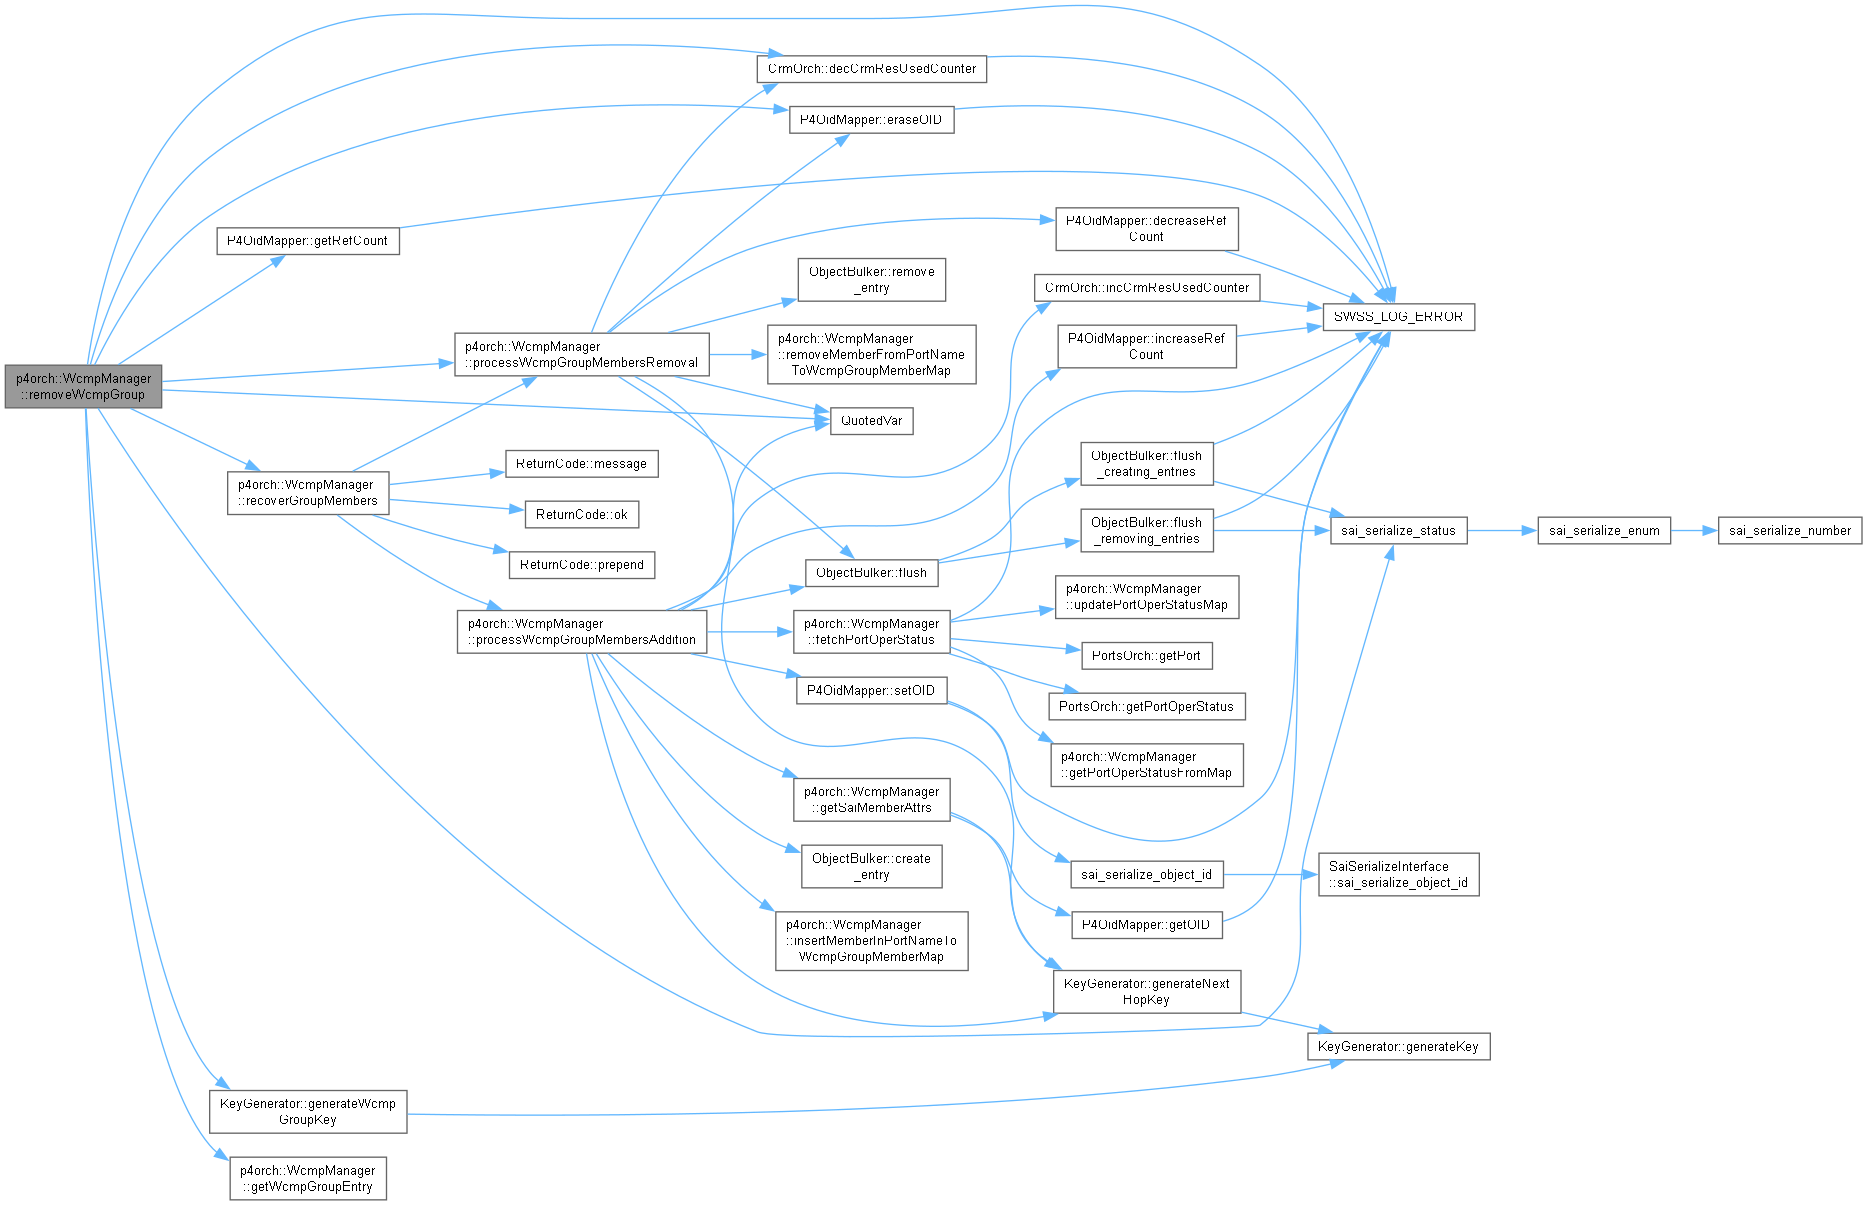 p4orch::WcmpManager
::removeWcmpGroup
P4OidMapper::getRefCount
p4orch::WcmpManager
::recoverGroupMembers
KeyGenerator::generateWcmp
GroupKey
p4orch::WcmpManager
::getWcmpGroupEntry
p4orch::WcmpManager
::processWcmpGroupMembersRemoval
ReturnCode::message
ReturnCode::ok
ReturnCode::prepend
p4orch::WcmpManager
::processWcmpGroupMembersAddition
CrmOrch::decCrmResUsedCounter
P4OidMapper::eraseOID
ObjectBulker::remove
_entry
p4orch::WcmpManager
::removeMemberFromPortName
ToWcmpGroupMemberMap
QuotedVar
ObjectBulker::flush
p4orch::WcmpManager
::fetchPortOperStatus
P4OidMapper::setOID
p4orch::WcmpManager
::getSaiMemberAttrs
ObjectBulker::create
_entry
p4orch::WcmpManager
::insertMemberInPortNameTo
WcmpGroupMemberMap
P4OidMapper::decreaseRef
Count
CrmOrch::incCrmResUsedCounter
P4OidMapper::increaseRef
Count
ObjectBulker::flush
_creating_entries
ObjectBulker::flush
_removing_entries
p4orch::WcmpManager
::updatePortOperStatusMap
PortsOrch::getPort
PortsOrch::getPortOperStatus
p4orch::WcmpManager
::getPortOperStatusFromMap
sai_serialize_object_id
P4OidMapper::getOID
KeyGenerator::generateNext
HopKey
SWSS_LOG_ERROR
sai_serialize_status
SaiSerializeInterface
::sai_serialize_object_id
KeyGenerator::generateKey
sai_serialize_enum
sai_serialize_number